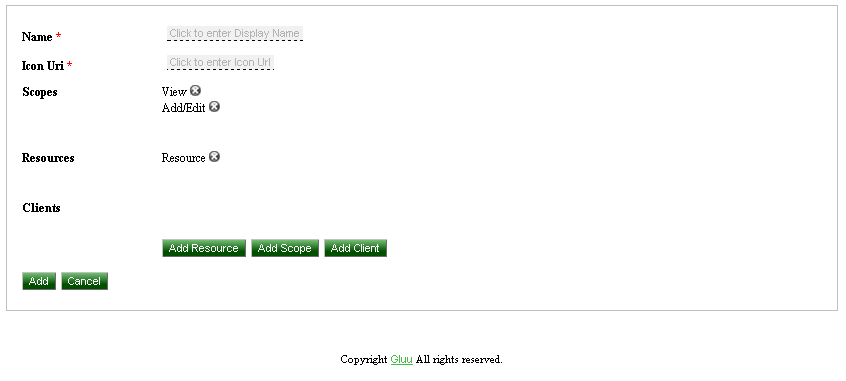 Name * Click to enter Display Name
Icon Uri * Click to enter Icon Url
Scopes View
Add/Edit
Resources Resource
Clients
Add Resource Add Scope Add Client
Add Cancel
Copyright Gluu All rights reserved.